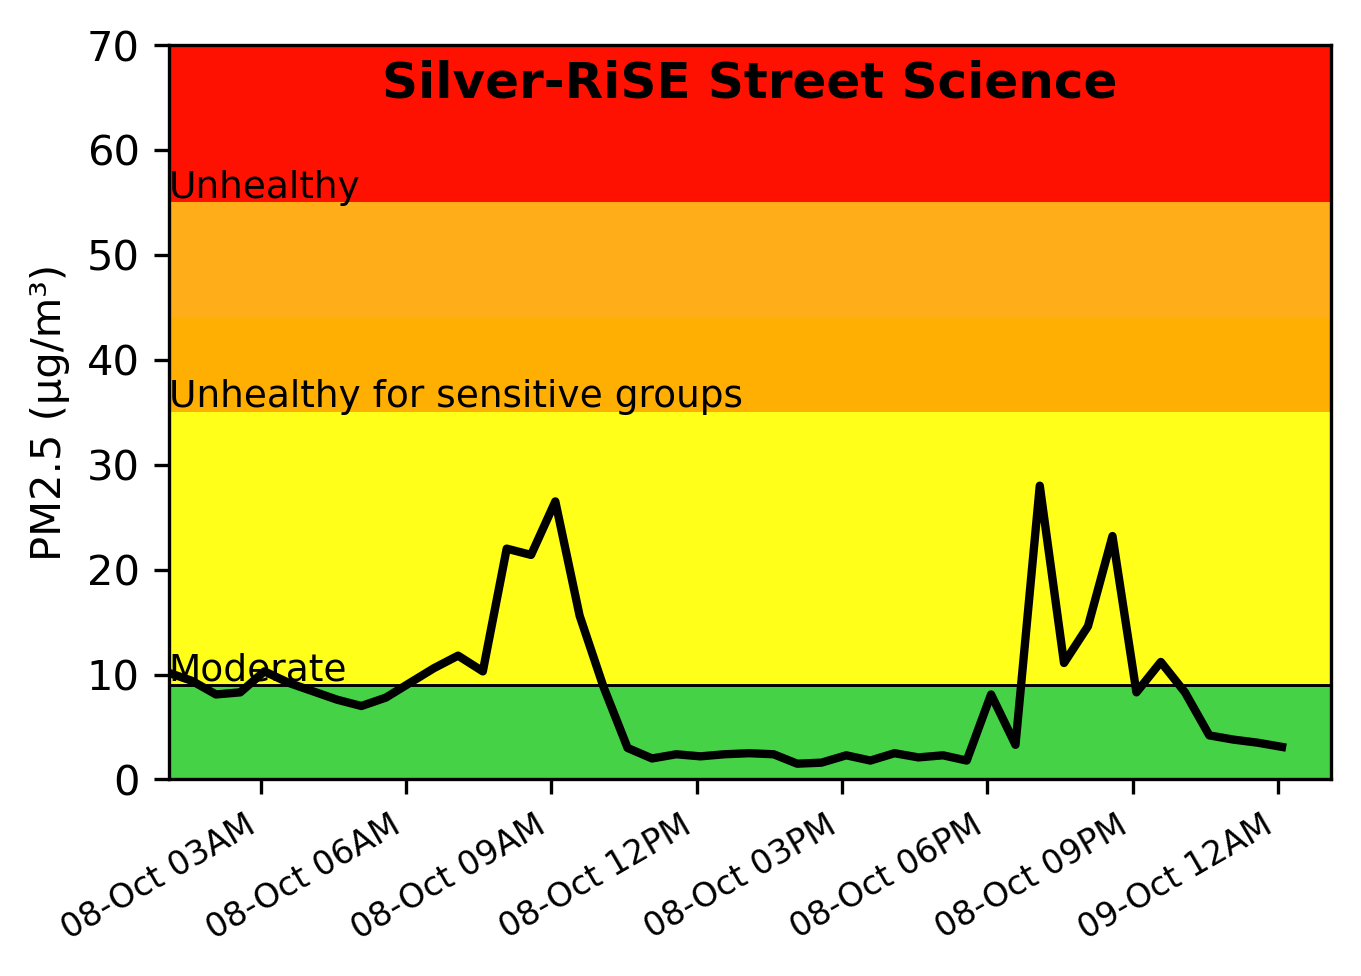 Silver-RiSE Street Science
70
60
Unhealthy
50
40
Unhealthy for sensitive groups
30
20
Moderate
10
0
PM2.5 (µg/m³)
08-Oct 03AM
08-Oct 06AM
08-Oct 09AM
08-Oct 12PM
08-Oct 03PM
08-Oct 06PM
08-Oct 09PM
09-Oct 12AM